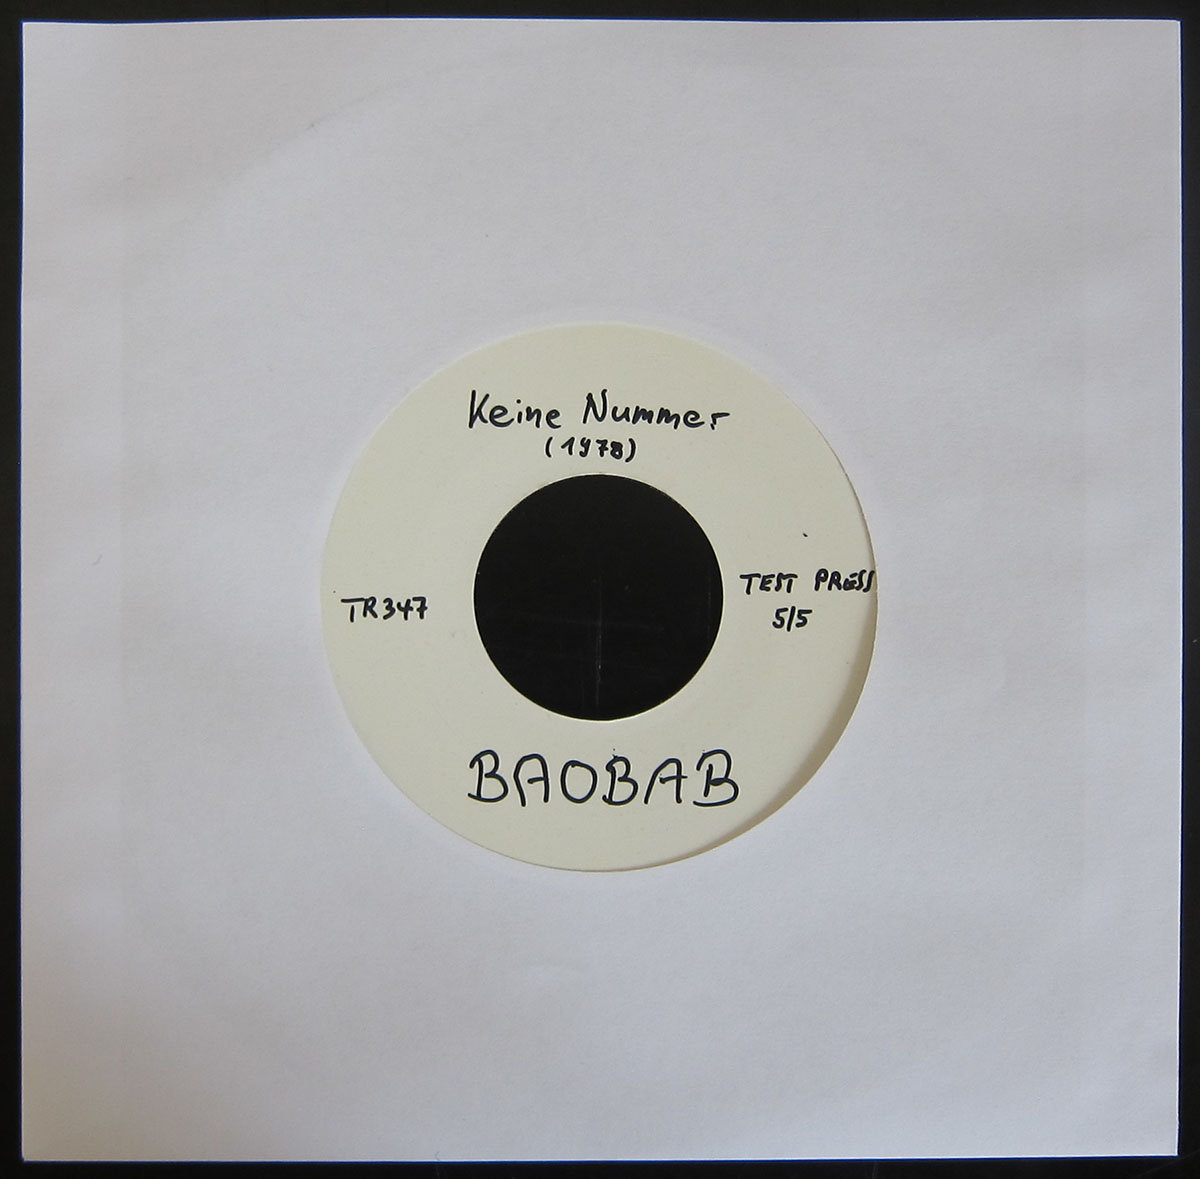 Keine Nummer
(1978)
TR347
TEST PRESS
5/5
BAOBAB